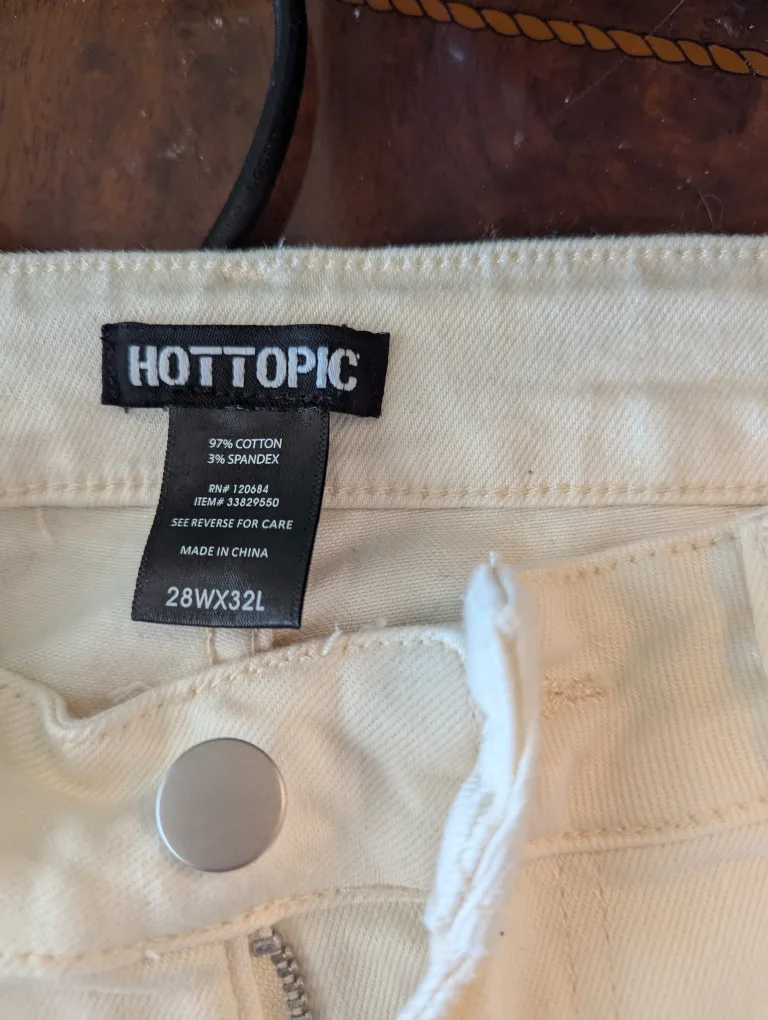 HOTTOPIC
97% COTTON
3% SPANDEX
RN# 120684
ITEM# 33829550
SEE REVERSE FOR CARE
MADE IN CHINA
28WX32L